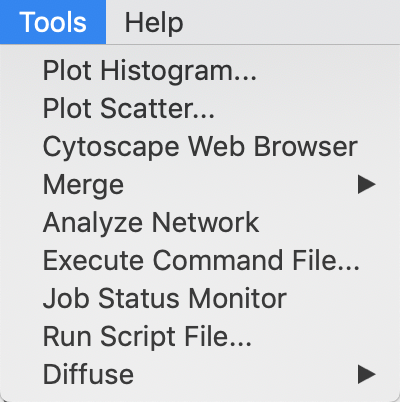 Tools Help
Plot Histogram...
Plot Scatter...
Cytoscape Web Browser
Merge
Analyze Network
Execute Command File...
Job Status Monitor
Run Script File...
Diffuse